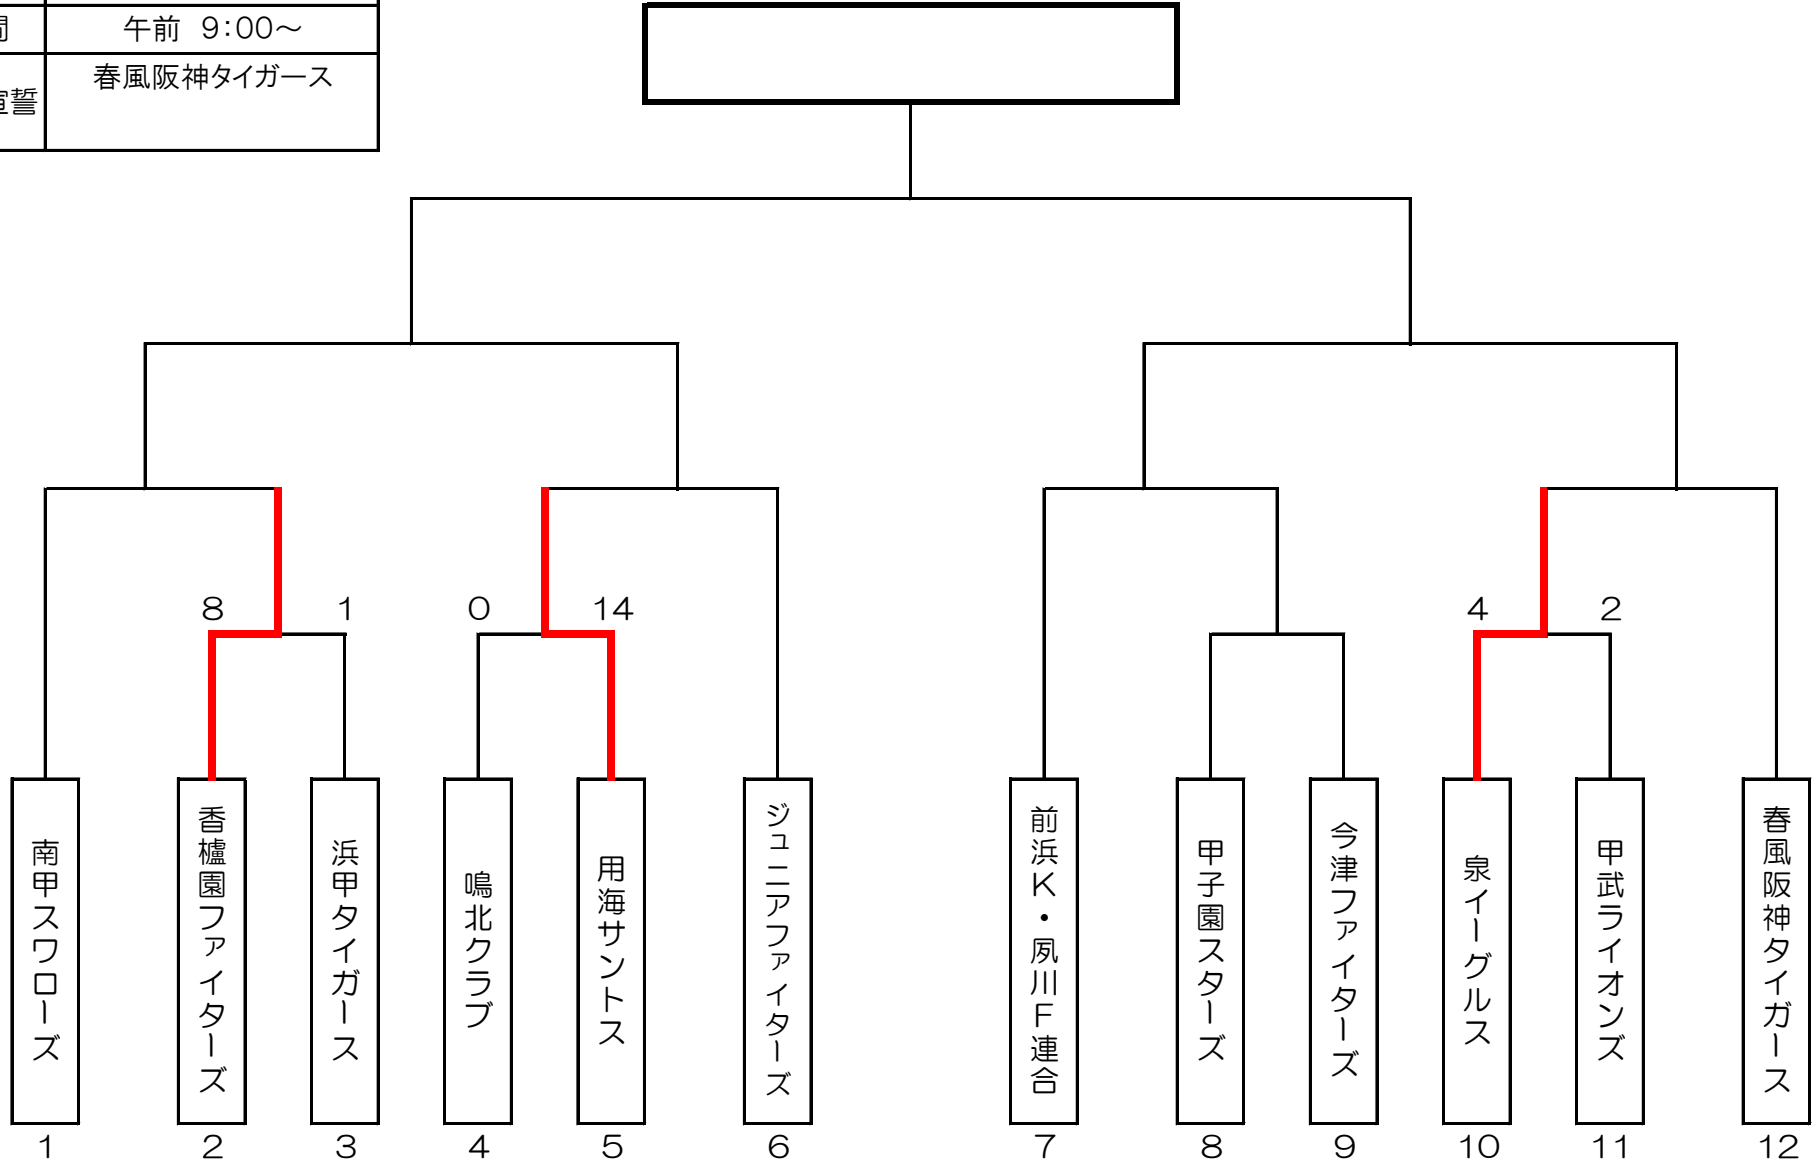 間
午前 9:00～
宣誓
春風阪神タイガース
8
1
0
14
4
2
南甲スワローズ
香櫨園ファイターズ
浜甲タイガース
鳴北クラブ
用海サントス
ジュニアファイターズ
前浜K・夙川F連合
甲子園スターズ
今津ファイターズ
泉イーグルス
甲武ライオンズ
春風阪神タイガース
1
2
3
4
5
6
7
8
9
10
11
12